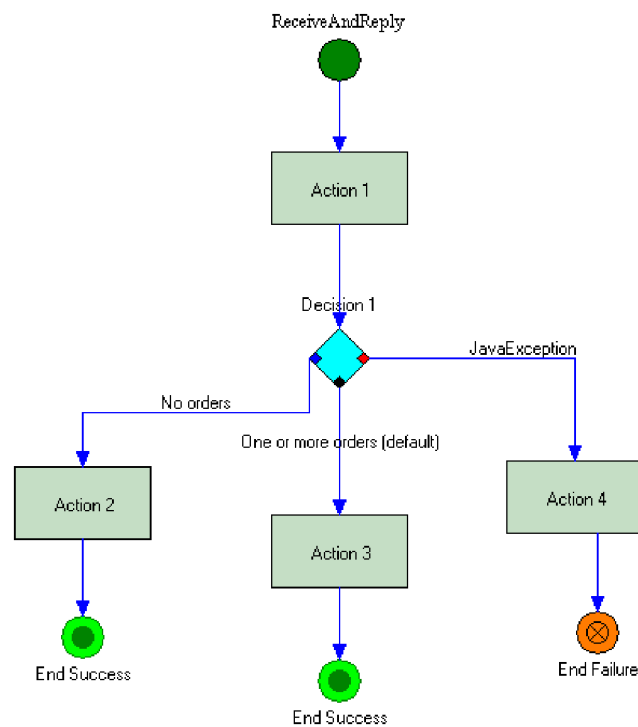 ReceiveAndReply
Action 1
Decision 1
JavaException
No orders
One or more orders (default)
Action 2
Action 4
Action 3
End Success
End Failure
End Success